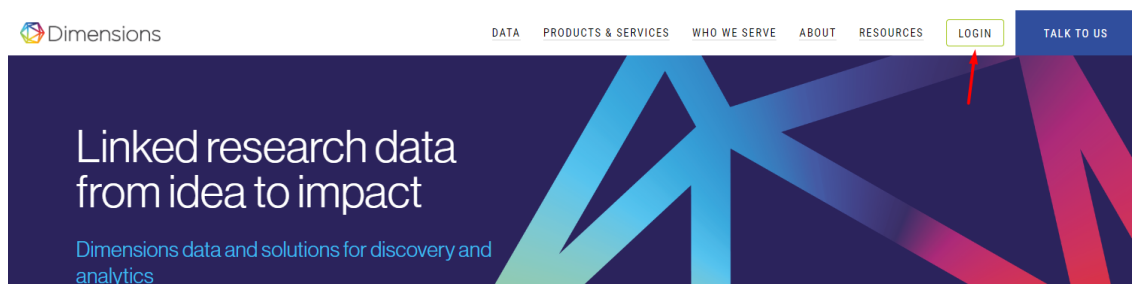 Dimensions
DATA PRODUCTS & SERVICES WHO WE SERVE ABOUT RESOURCES LOGIN TALK TO US
Linked research data
from idea to impact
Dimensions data and solutions for discovery and
analytics